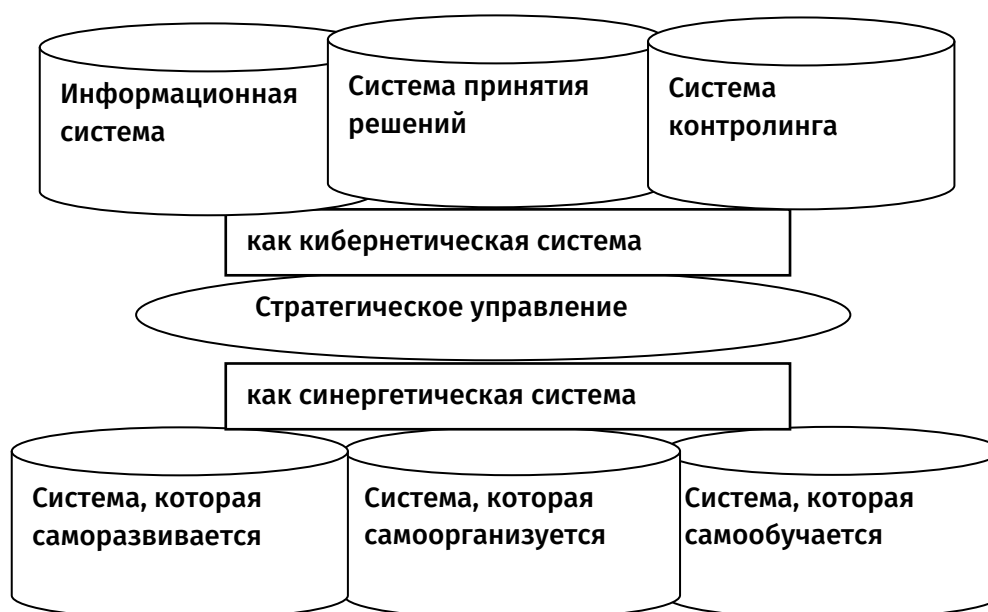 Информационная
система
Система принятия
решений
Система
контролинга
как кибернетическая система
Стратегическое управление
как синергетическая система
Система, которая
саморазвивается
Система, которая
самоорганизуется
Система, которая
самообучается